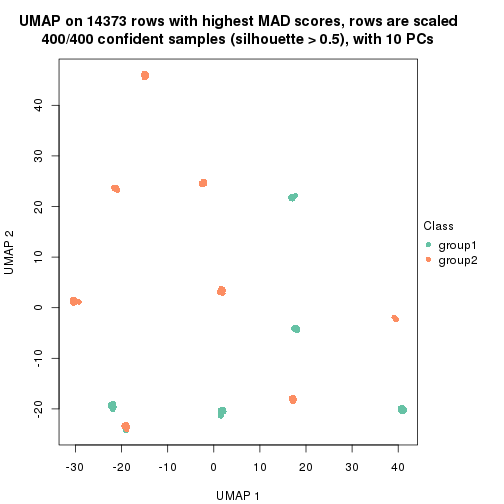 UMAP on 14373 rows with highest MAD scores, rows are scaled
400/400 confident samples (silhouette > 0.5), with 10 PCs
40
30
20
10
0
-10
-20
UMAP 2
-30 -20 -10 0 10 20 30 40
UMAP 1
Class
group1
group2